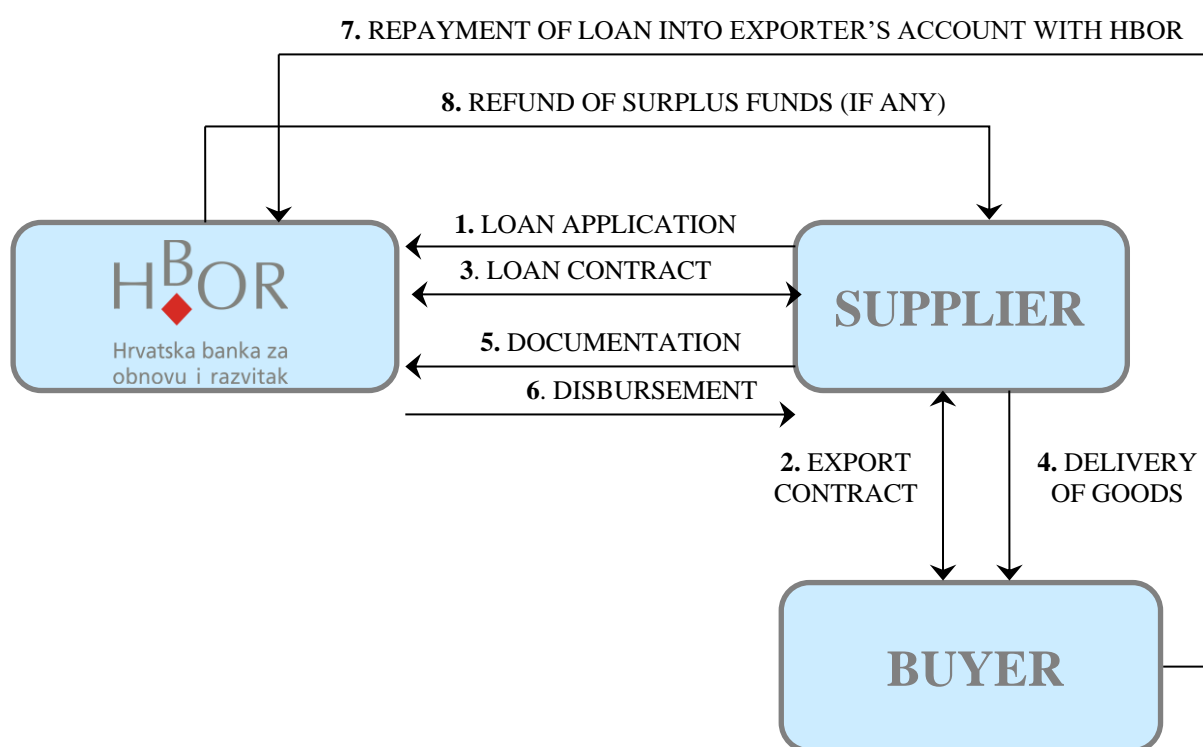 7. REPAYMENT OF LOAN INTO EXPORTER’S ACCOUNT WITH HBOR
8. REFUND OF SURPLUS FUNDS (IF ANY)
HBOR
Hrvatska banka za
obnovu i razvitak
1. LOAN APPLICATION
3. LOAN CONTRACT
5. DOCUMENTATION
6. DISBURSEMENT
SUPPLIER
2. EXPORT
CONTRACT
4. DELIVERY
OF GOODS
BUYER